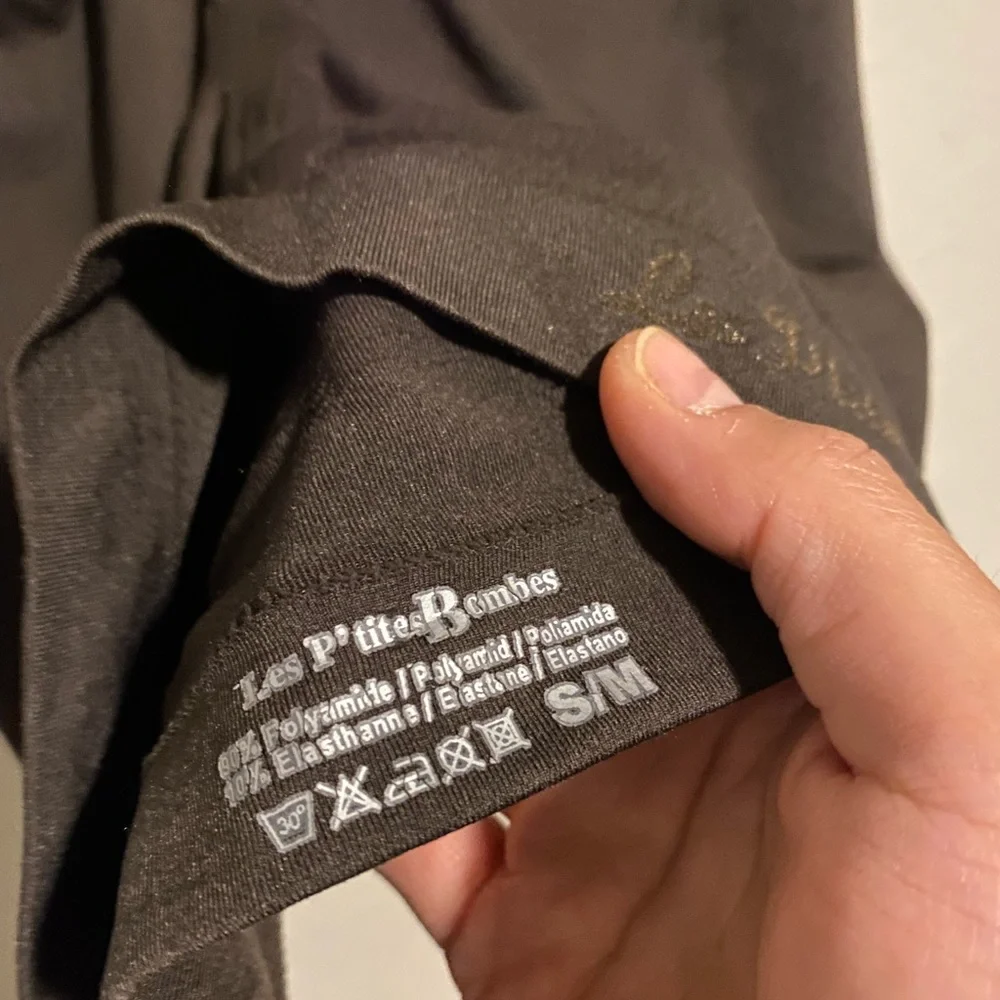 Les P'tites Bombes
90% Polyamide / Polyamid / Poliamida
10% Elasthanne / Elastane / Elastano
S/M
30°